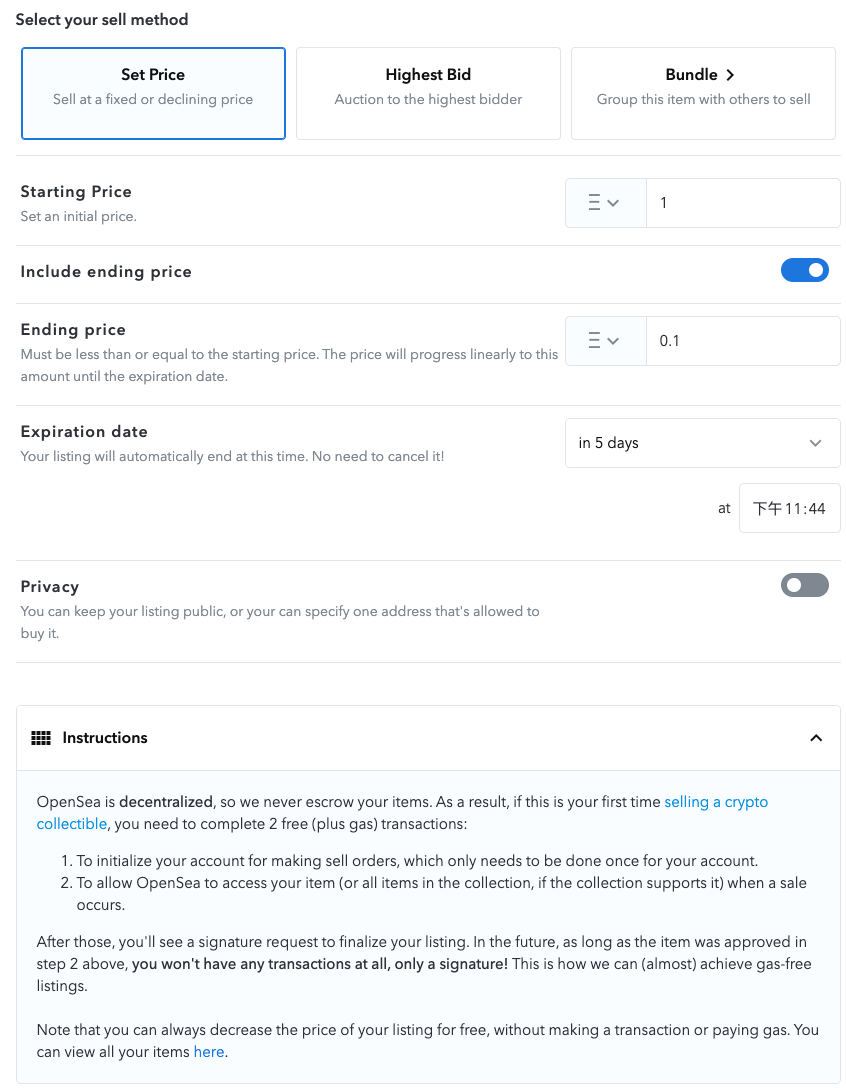 Select your sell method
Set Price
Sell at a fixed or declining price
Highest Bid
Auction to the highest bidder
Bundle
Group this item with others to sell
Starting Price
Set an initial price.
1
Include ending price
Ending price
Must be less than or equal to the starting price. The price will progress linearly to this
amount until the expiration date.
0.1
Expiration date
Your listing will automatically end at this time. No need to cancel it!
in 5 days
at
下午 11:44
Privacy
You can keep your listing public, or your can specify one address that's allowed to
buy it.
Instructions
OpenSea is decentralized, so we never escrow your items. As a result, if this is your first time selling a crypto
collectible, you need to complete 2 free (plus gas) transactions:
1. To initialize your account for making sell orders, which only needs to be done once for your account.
2. To allow OpenSea to access your item (or all items in the collection, if the collection supports it) when a sale
occurs.
After those, you'll see a signature request to finalize your listing. In the future, as long as the item was approved in
step 2 above, you won't have any transactions at all, only a signature! This is how we can (almost) achieve gas-free
listings.
Note that you can always decrease the price of your listing for free, without making a transaction or paying gas. You
can view all your items here.